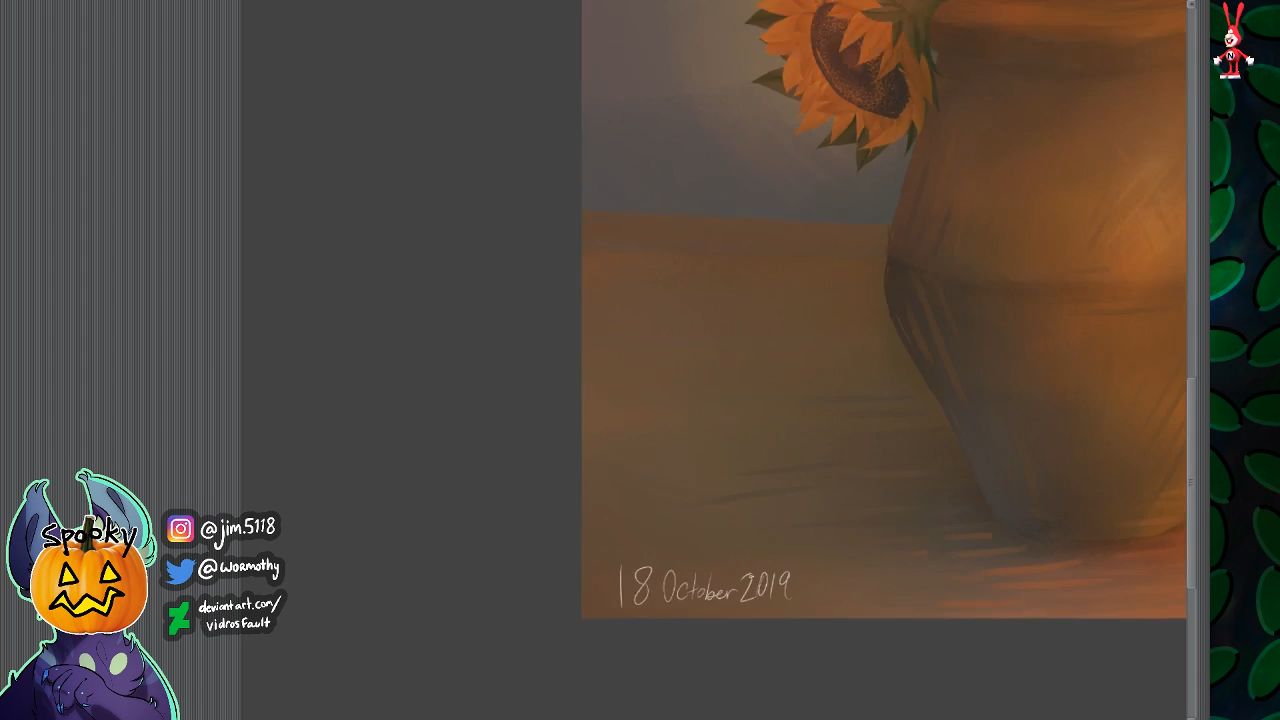 N
Spooky
@jim.5118
@Wormothy
deviantart.com/
vidrosfault
18 October 2019